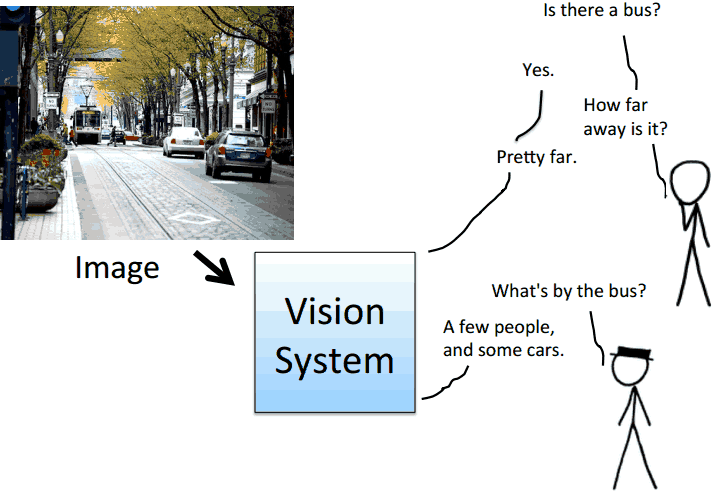 Is there a bus?
Yes.
How far
away is it?
Pretty far.
Image
Vision
System
What's by the bus?
A few people,
and some cars.